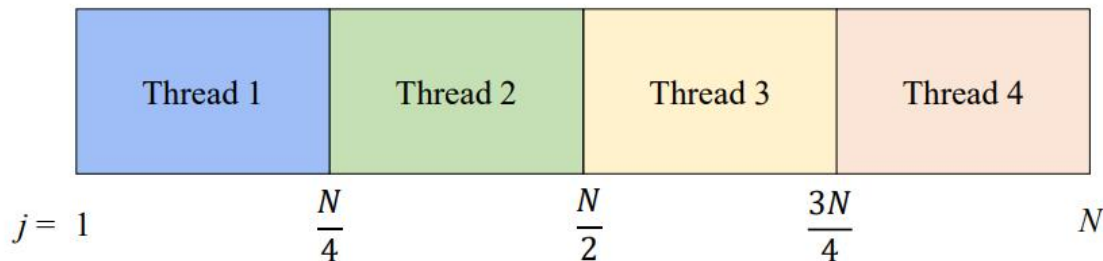 Thread 1 Thread 2 Thread 3 Thread 4
j = 1 N/4 N/2 3N/4 N